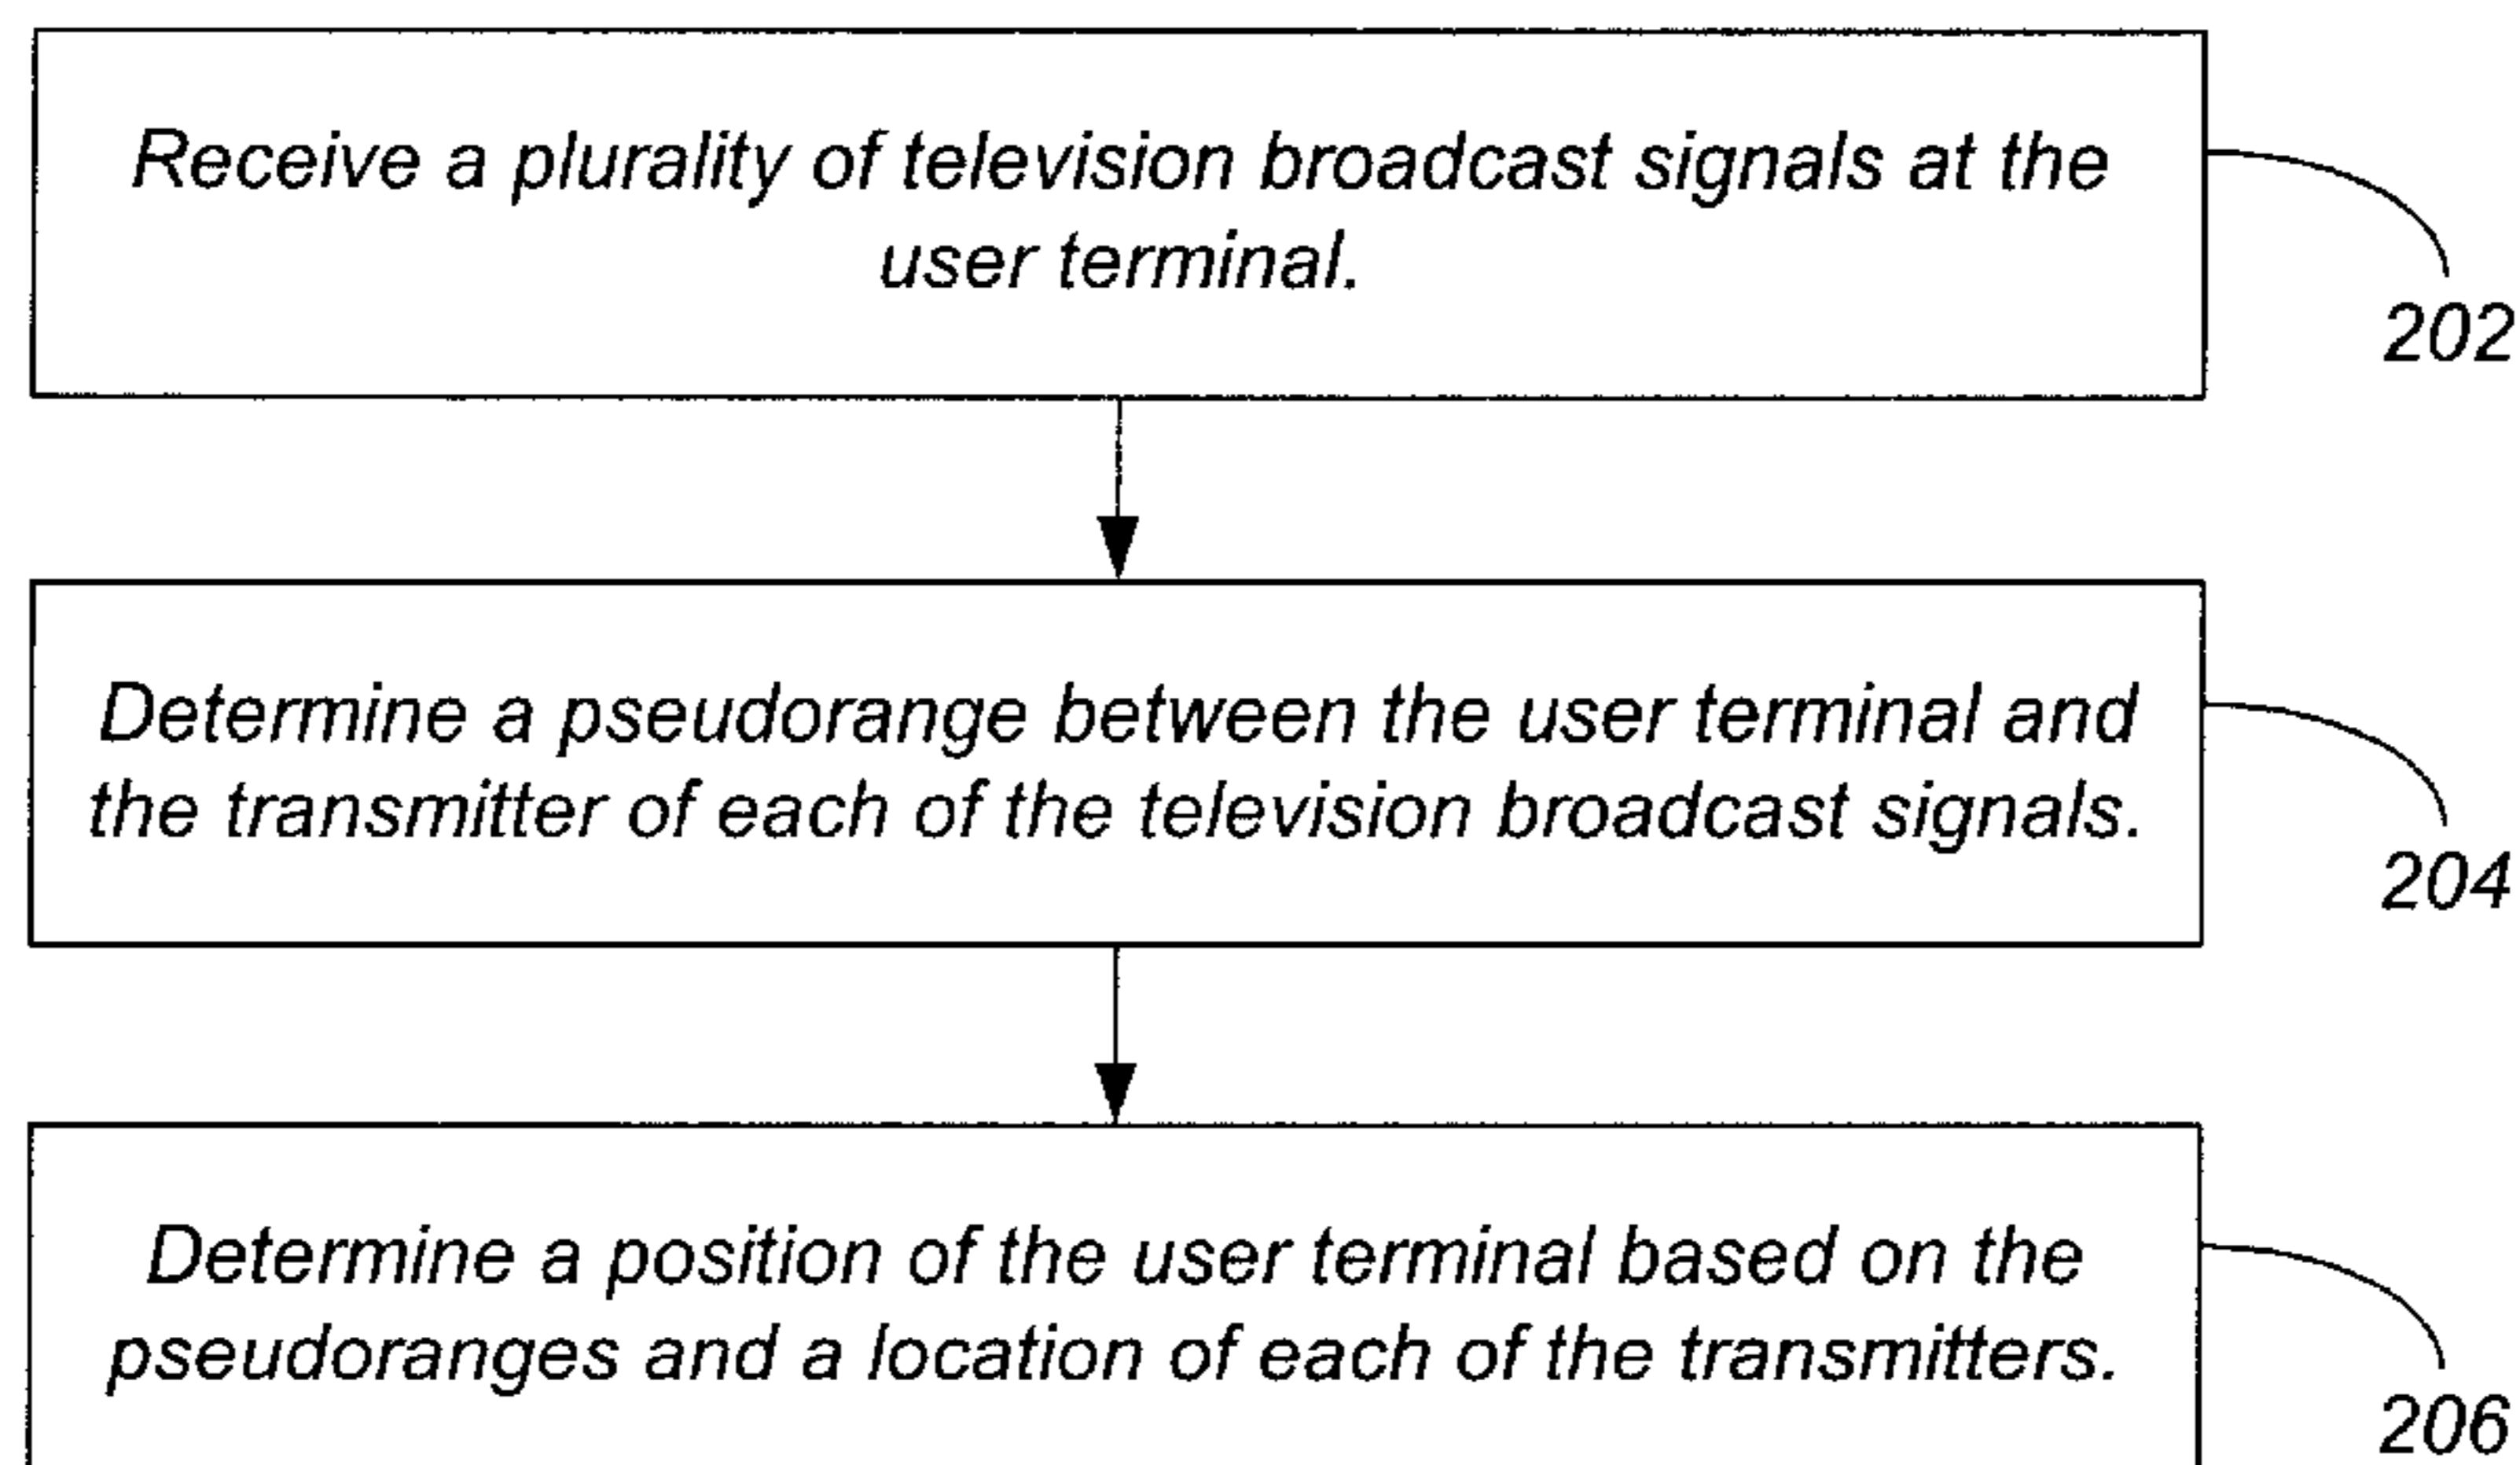 Receive a plurality of television broadcast signals at the
user terminal.
202
Determine a pseudorange between the user terminal and
the transmitter of each of the television broadcast signals.
204
Determine a position of the user terminal based on the
pseudoranges and a location of each of the transmitters.
206